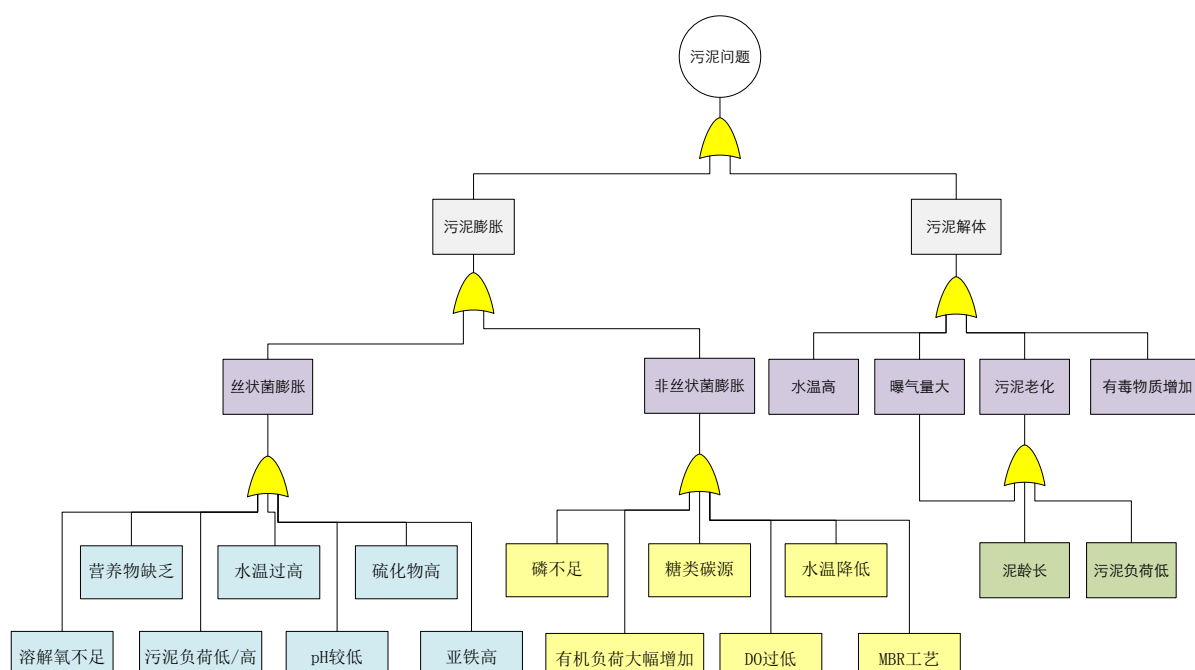 污泥问题
污泥膨胀
污泥解体
丝状菌膨胀
非丝状菌膨胀
水温高
曝气量大
污泥老化
有毒物质增加
营养物缺乏
水温过高
硫化物高
磷不足
糖类碳源
水温降低
泥龄长
污泥负荷低
溶解氧不足
污泥负荷低/高
pH较低
亚铁高
有机负荷大幅增加
DO过低
MBR工艺